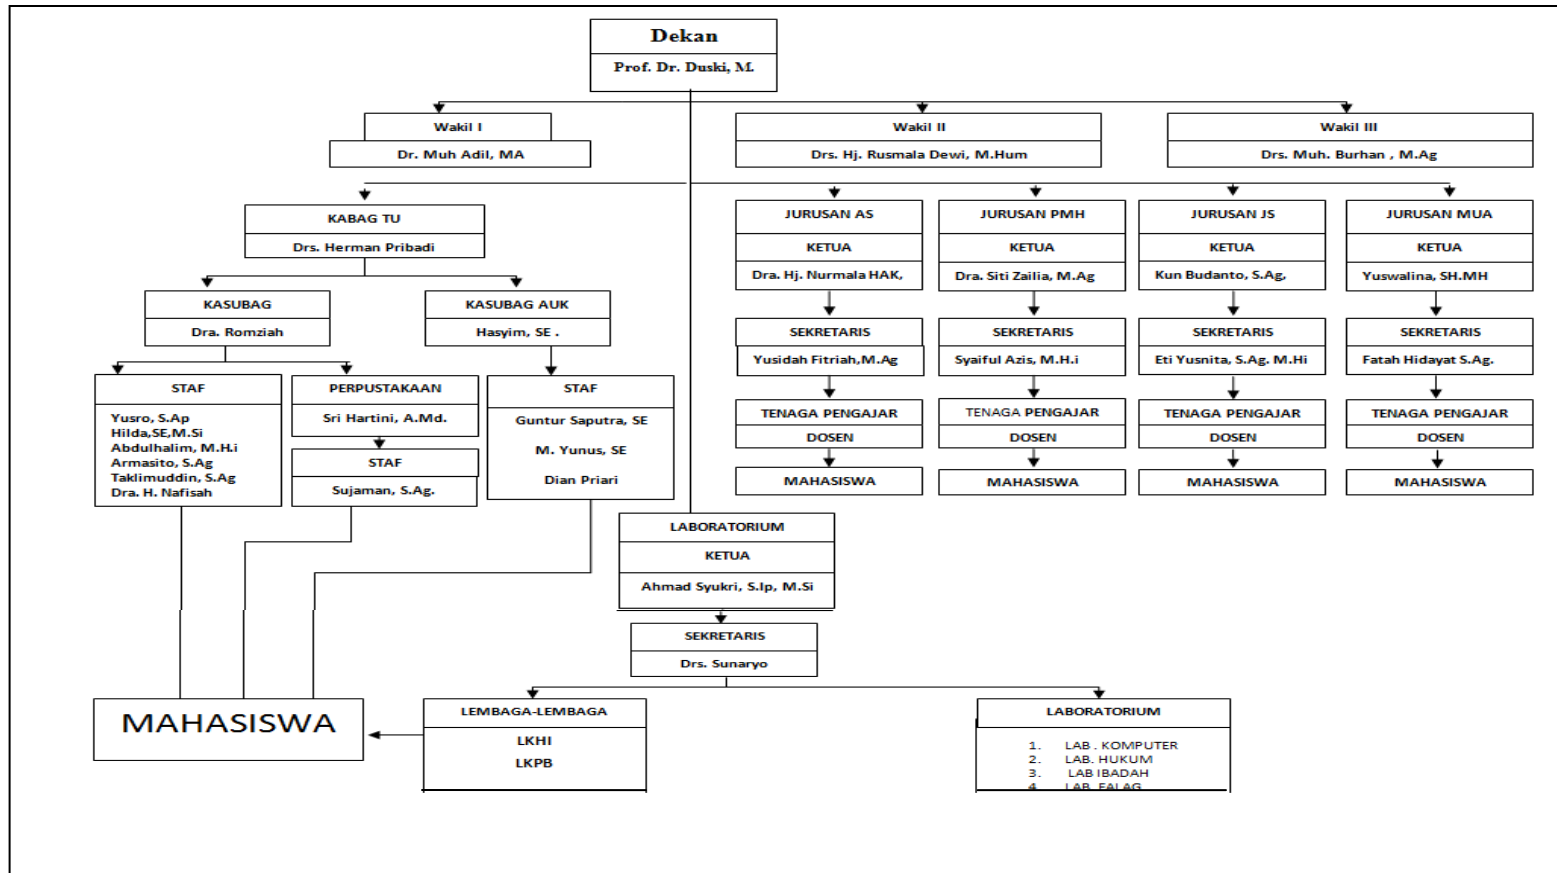 Dekan
Prof. Dr. Duski, M.
Wakil I
Dr. Muh Adil, MA
Wakil II
Drs. Hj. Rusmala Dewi, M.Hum
Wakil III
Drs. Muh. Burhan , M.Ag
KABAG TU
Drs. Herman Pribadi
KASUBAG
Dra. Romziah
KASUBAG AUK
Hasyim, SE .
STAF
Yusro, S.Ap
Hilda,SE,M.Si
Abdulhalim, M.H.i
Armasito, S.Ag
Taklimuddin, S.Ag
Dra. H. Nafisah
PERPUSTAKAAN
Sri Hartini, A.Md.
STAF
Sujaman, S.Ag.
STAF
Guntur Saputra, SE
M. Yunus, SE
Dian Priari
JURUSAN AS
KETUA
Dra. Hj. Nurmala HAK,
SEKRETARIS
Yusidah Fitriah,M.Ag
TENAGA PENGAJAR
DOSEN
MAHASISWA
JURUSAN PMH
KETUA
Dra. Siti Zailia, M.Ag
SEKRETARIS
Syaiful Azis, M.H.i
TENAGA PENGAJAR
DOSEN
MAHASISWA
JURUSAN JS
KETUA
Kun Budanto, S.Ag,
SEKRETARIS
Eti Yusnita, S.Ag. M.Hi
TENAGA PENGAJAR
DOSEN
MAHASISWA
JURUSAN MUA
KETUA
Yuswalina, SH.MH
SEKRETARIS
Fatah Hidayat S.Ag.
TENAGA PENGAJAR
DOSEN
MAHASISWA
LABORATORIUM
KETUA
Ahmad Syukri, S.Ip, M.Si
SEKRETARIS
Drs. Sunaryo
MAHASISWA
LEMBAGA-LEMBAGA
LKHI
LKPB
LABORATORIUM
1. LAB . KOMPUTER
2. LAB. HUKUM
3. LAB IBADAH
4. LAB. FALAG